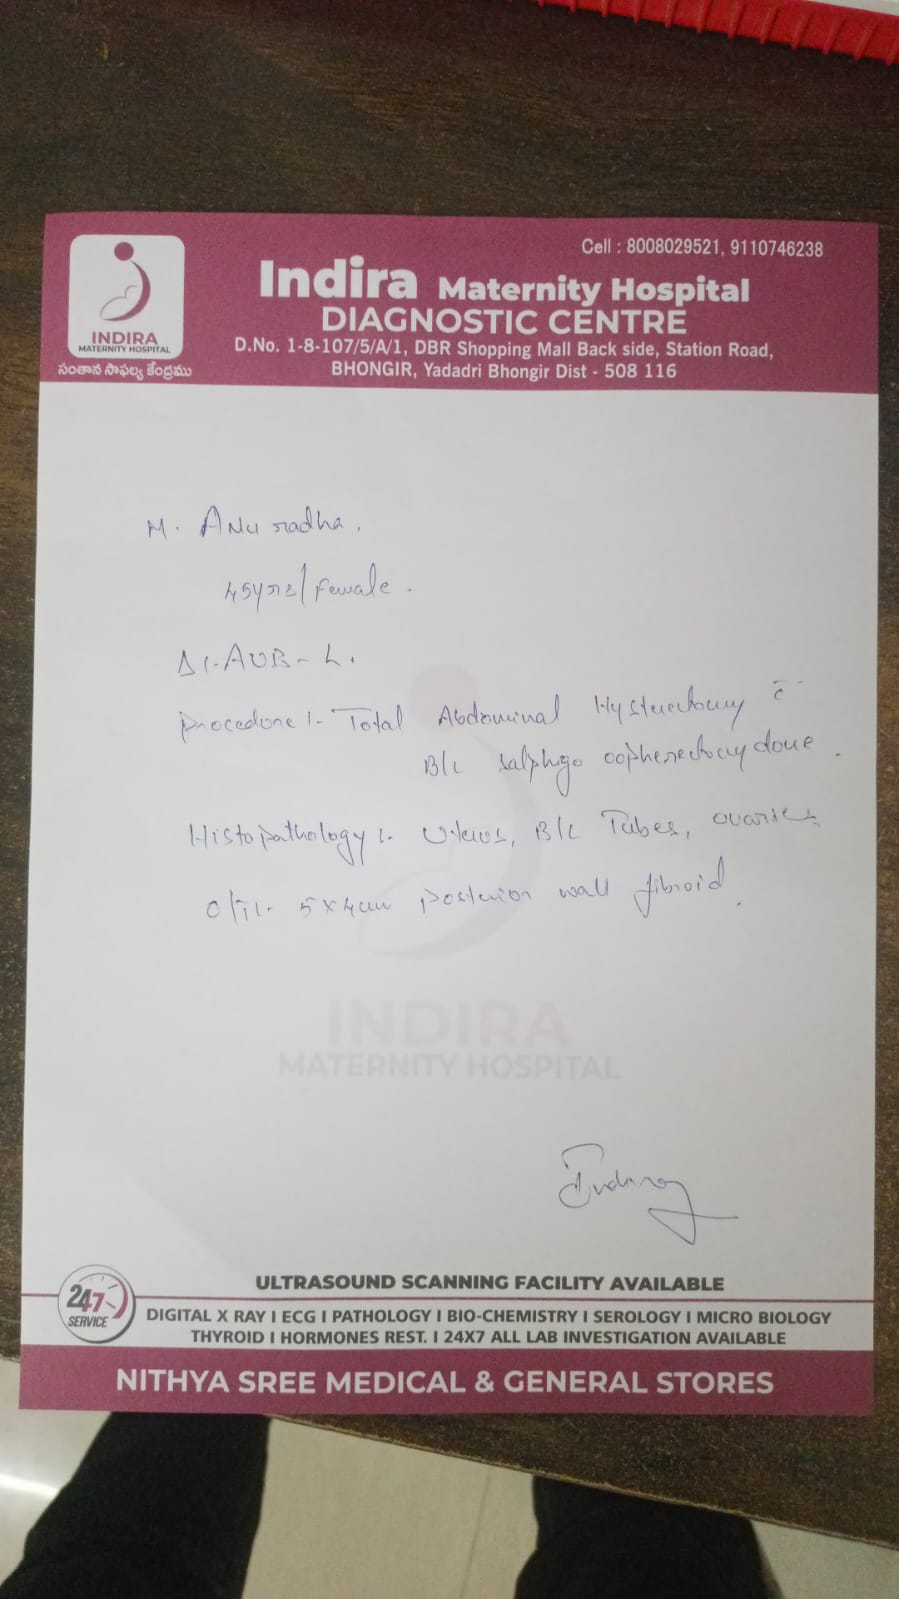 Cell : 8008029521, 9110746238
Indira Maternity Hospital
DIAGNOSTIC CENTRE
D.No. 1-8-107/5/A/1, DBR Shopping Mall Back side, Station Road,
BHONGIR, Yadadri Bhongir Dist - 508 116
INDIRA
MATERNITY HOSPITAL
సంతాన సాఫల్య కేంద్రము
M. Anuradha.
45yrs/Female.
Δ:-AUB-L.
Procedure:- Total Abdominal Hysterectomy c̄
B/L salphigo oopherectomy done.
Histopathology:- Uterus, B/L Tubes, ovaries
O/F:- 5x4cm posterior wall fibroid.
INDIRA
MATERNITY HOSPITAL
24/7
SERVICE
ULTRASOUND SCANNING FACILITY AVAILABLE
DIGITAL X RAY I ECG I PATHOLOGY I BIO-CHEMISTRY I SEROLOGY I MICRO BIOLOGY
THYROID I HORMONES REST. I 24X7 ALL LAB INVESTIGATION AVAILABLE
NITHYA SREE MEDICAL & GENERAL STORES